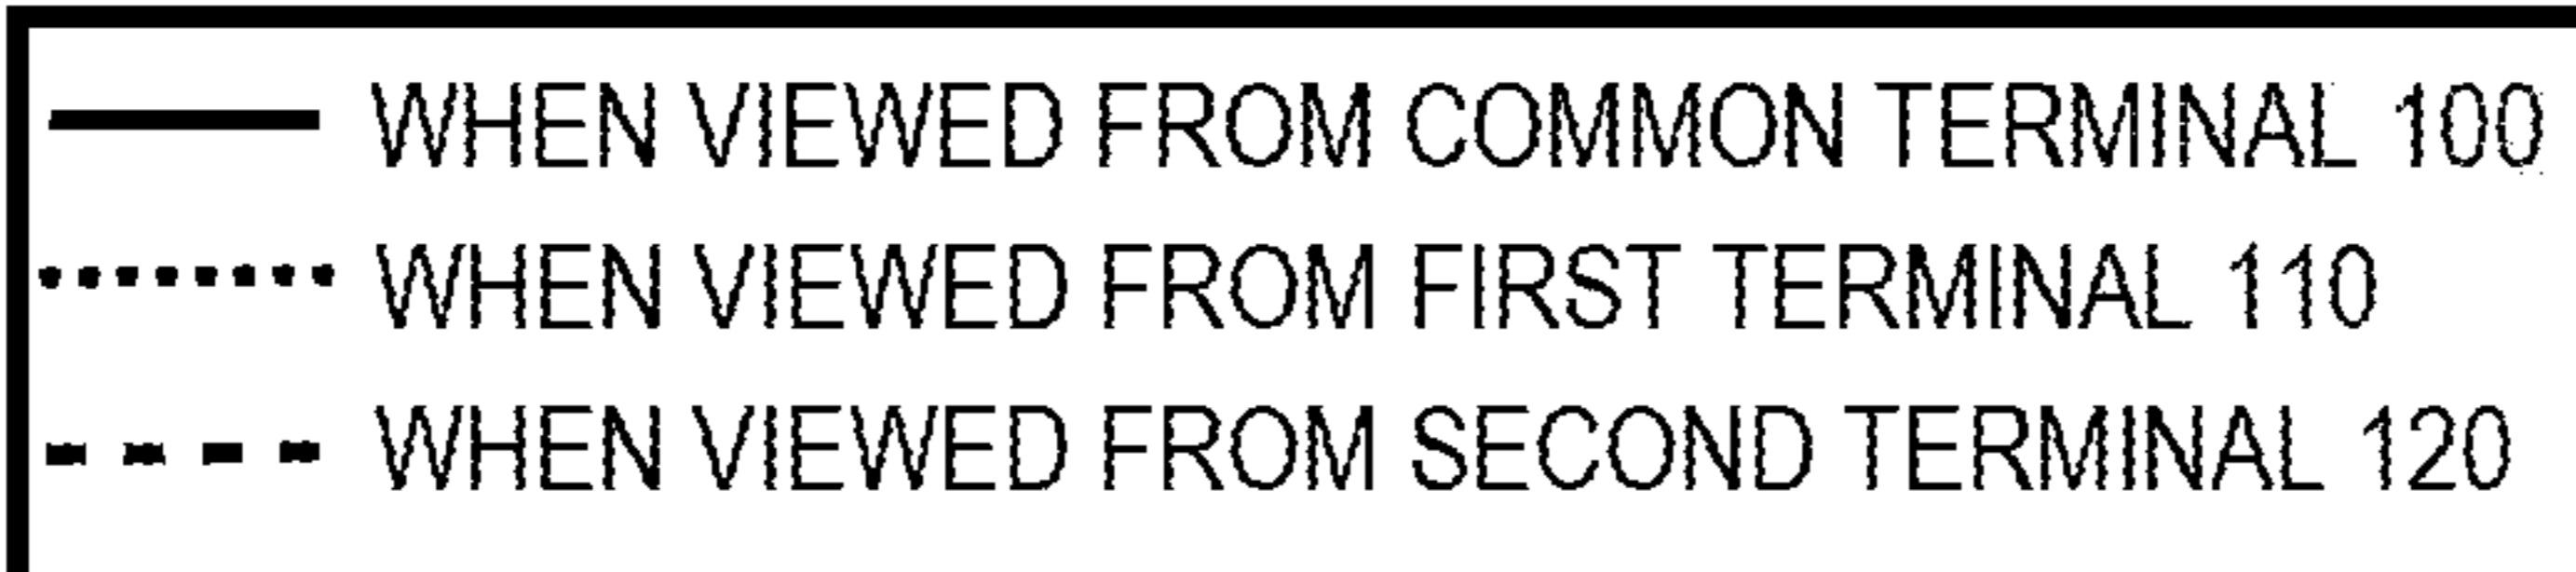 WHEN VIEWED FROM COMMON TERMINAL 100
WHEN VIEWED FROM FIRST TERMINAL 110
WHEN VIEWED FROM SECOND TERMINAL 120